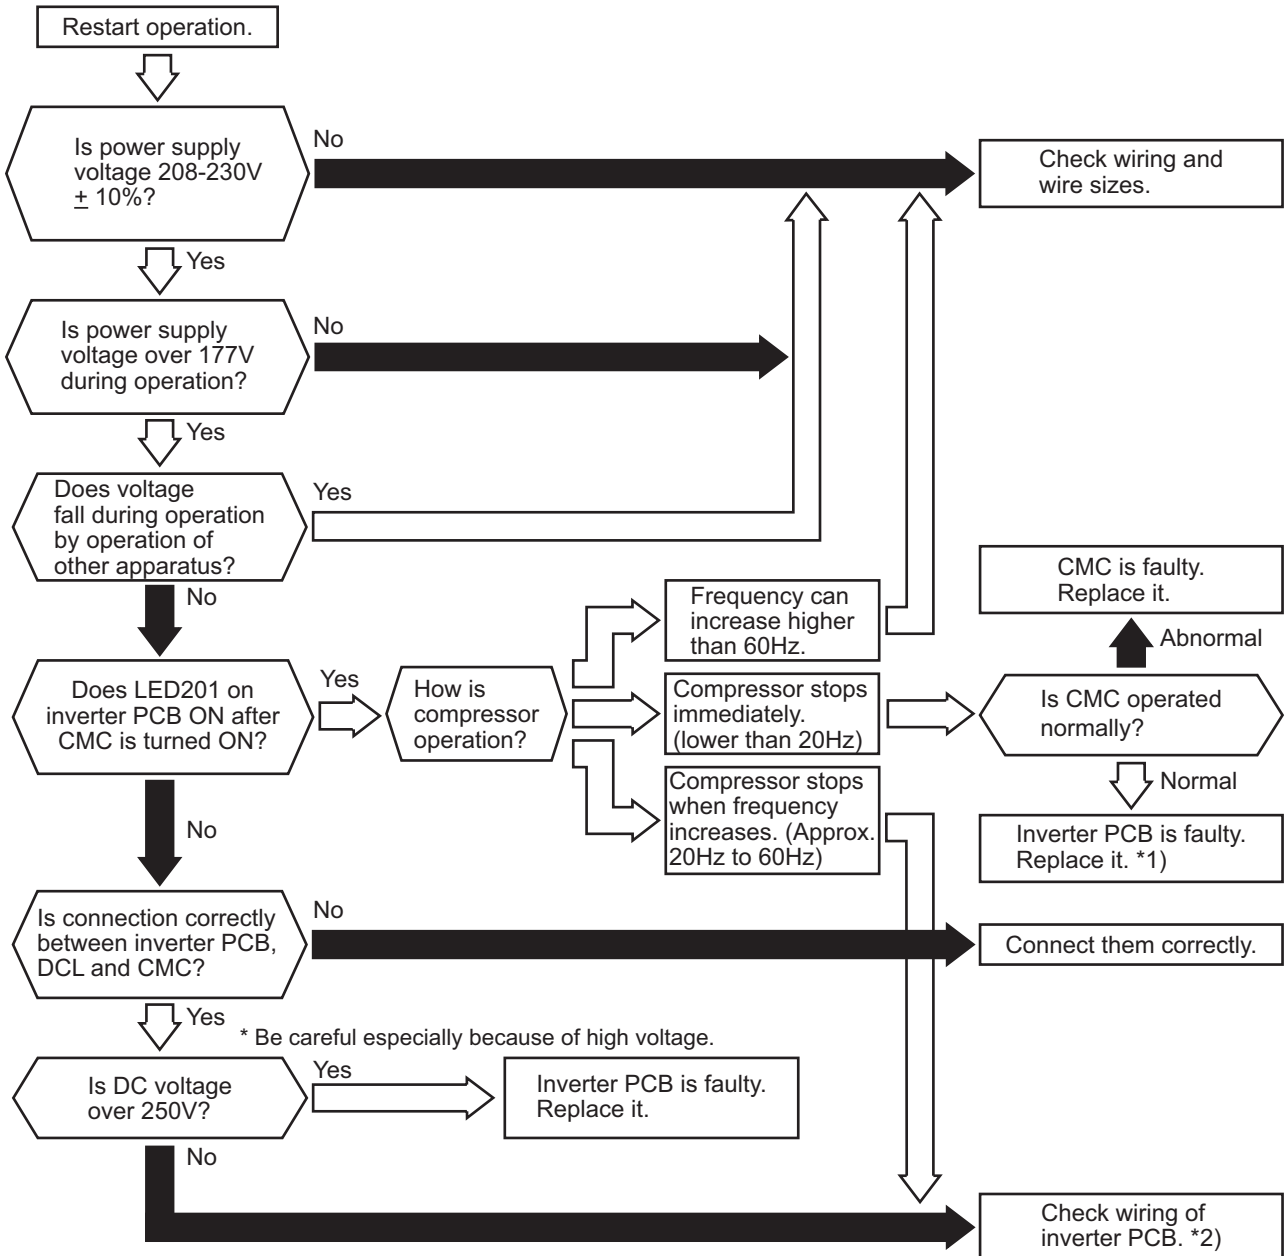 Restart operation.
Is power supply
voltage 208-230V
± 10%?
No
Check wiring and
wire sizes.
Yes
Is power supply
voltage over 177V
during operation?
No
Yes
Does voltage
fall during operation
by operation of
other apparatus?
Yes
No
Does LED201 on
inverter PCB ON after
CMC is turned ON?
Yes
How is
compressor
operation?
Frequency can
increase higher
than 60Hz.
Compressor stops
immediately.
(lower than 20Hz)
Compressor stops
when frequency
increases. (Approx.
20Hz to 60Hz)
CMC is faulty.
Replace it.
Abnormal
Is CMC operated
normally?
Normal
Inverter PCB is faulty.
Replace it. *1)
No
Is connection correctly
between inverter PCB,
DCL and CMC?
No
Connect them correctly.
Yes
* Be careful especially because of high voltage.
Is DC voltage
over 250V?
Yes
Inverter PCB is faulty.
Replace it.
No
Check wiring of
inverter PCB. *2)